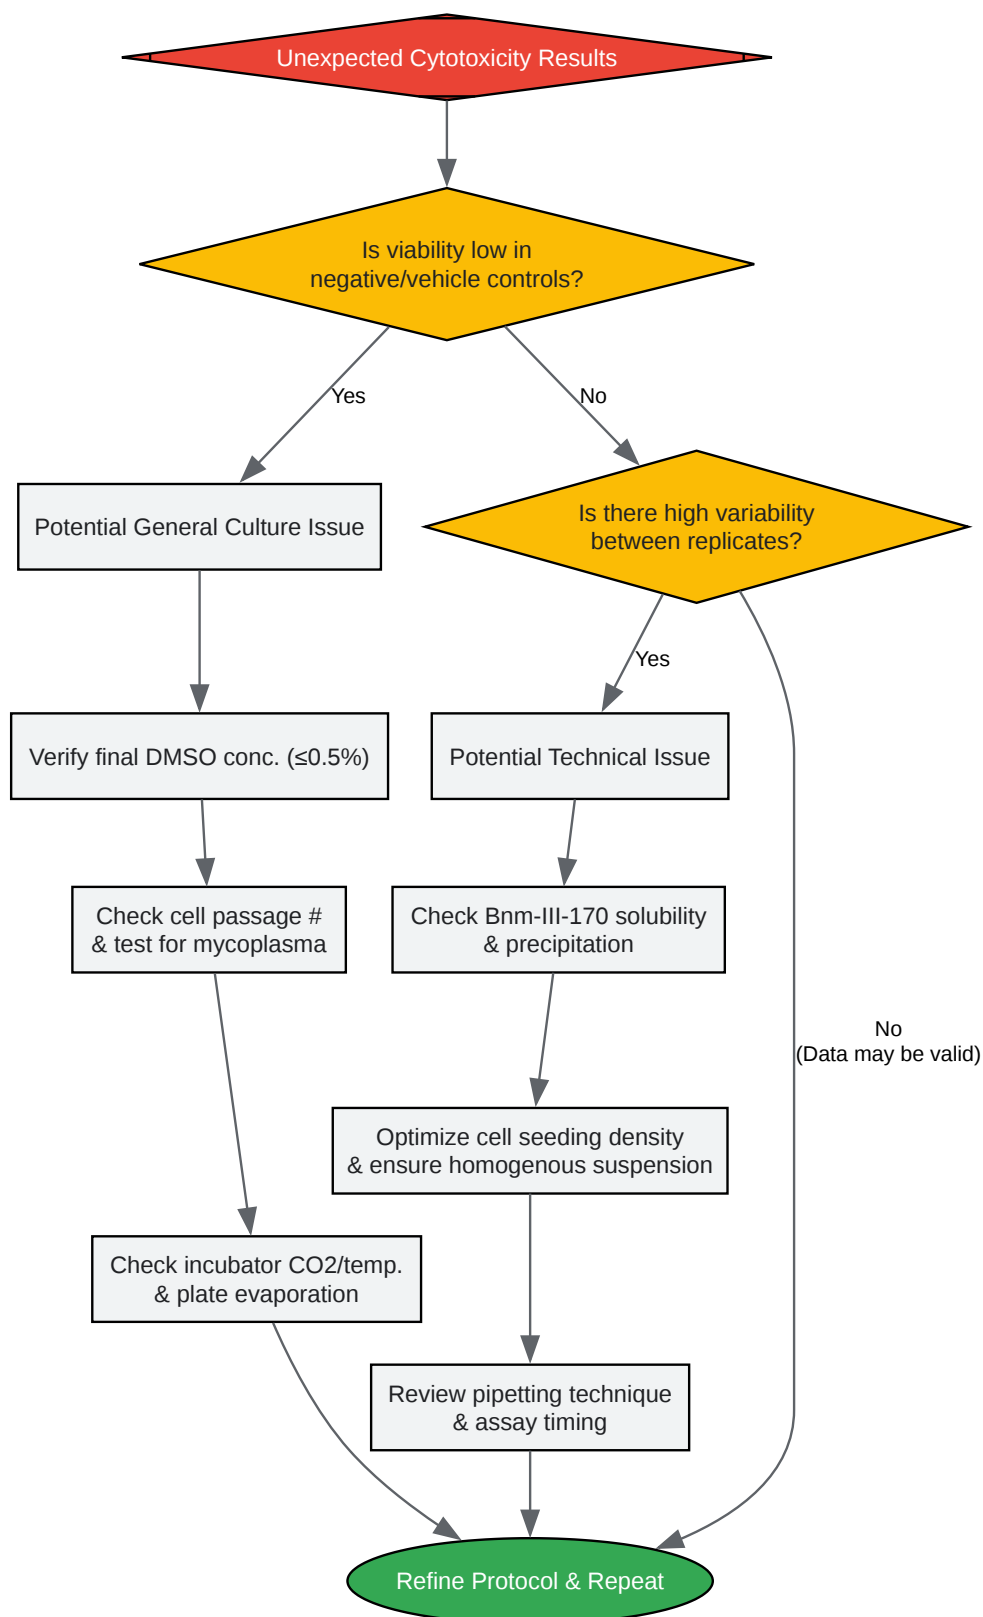 Unexpected Cytotoxicity Results
Is viability low in
negative/vehicle controls?
Yes
No
Potential General Culture Issue
Is there high variability
between replicates?
Yes
Verify final DMSO conc. (≤0.5%)
Potential Technical Issue
Check cell passage #
& test for mycoplasma
Check Bnm-III-170 solubility
& precipitation
No
(Data may be valid)
Optimize cell seeding density
& ensure homogenous suspension
Check incubator CO2/temp.
& plate evaporation
Review pipetting technique
& assay timing
Refine Protocol & Repeat